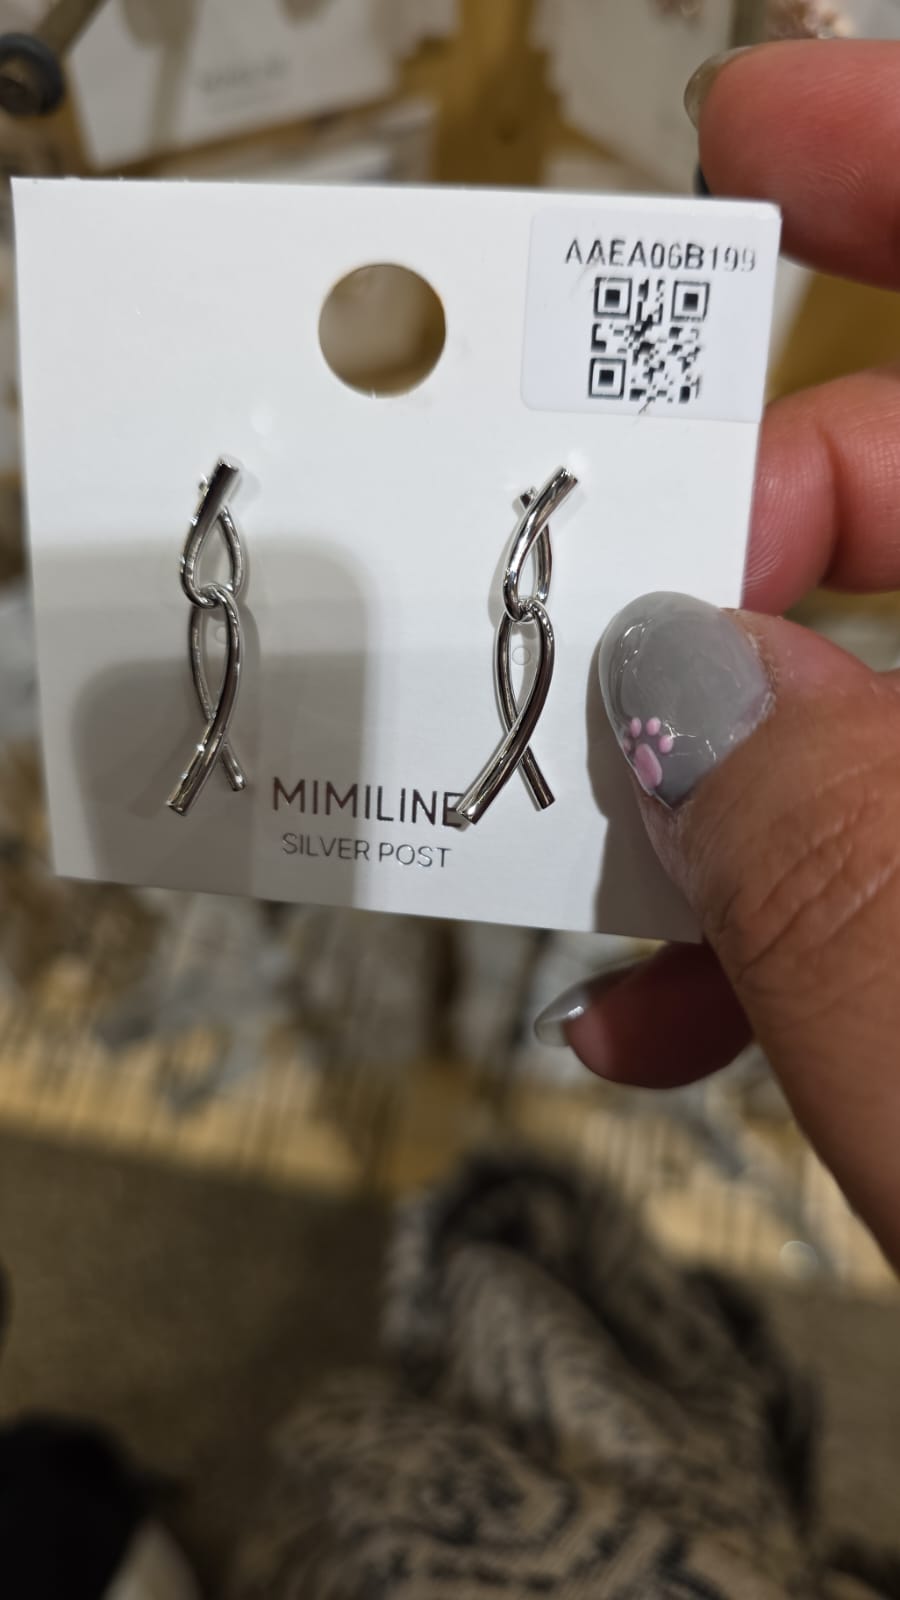 AAEA06B199
MIMILINE
SILVER POST